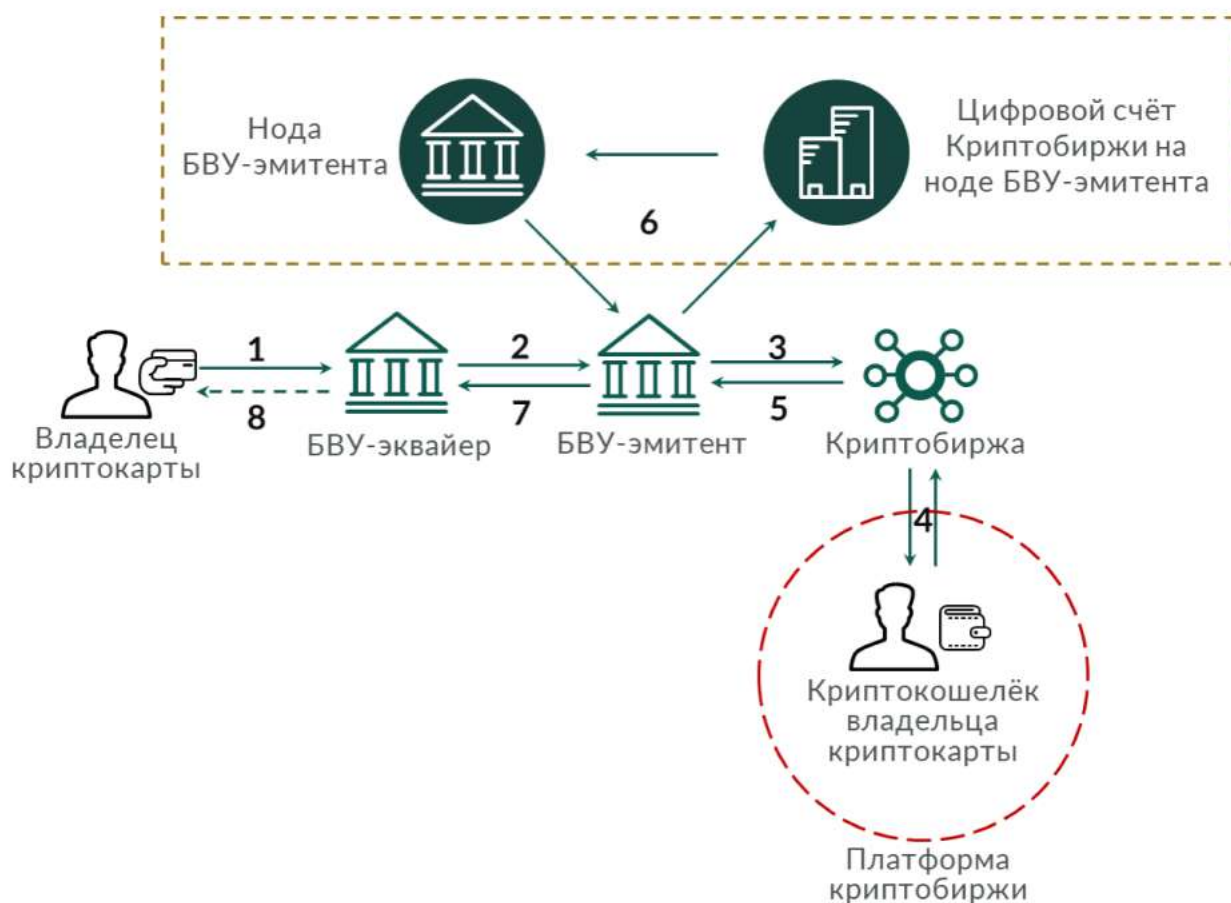 Нода
БВУ-эмитента
Цифровой счёт
Криптобиржи на
ноде БВУ-эмитента
6
1
2
3
8
7
5
Владелец
криптокарты
БВУ-эквайер
БВУ-эмитент
Криптобиржа
4
Криптокошелёк
владельца
криптокарты
Платформа
криптобиржи